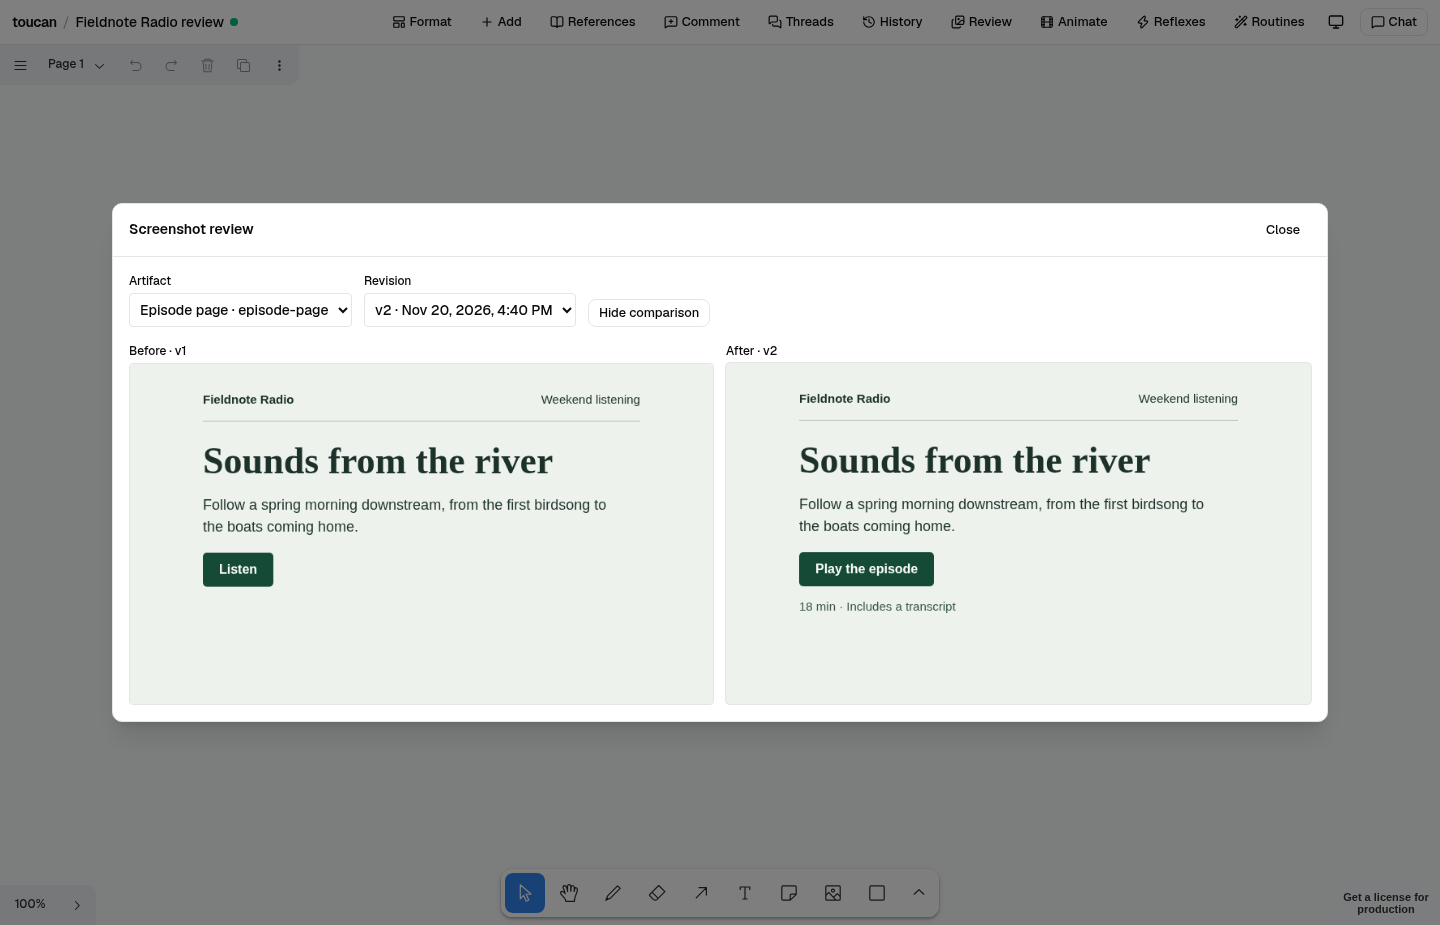 toucan / Fieldnote Radio review
Format
Add
References
Comment
Threads
History
Review
Animate
Reflexes
Routines
Chat
Page 1
Screenshot review
Close
Artifact
Revision
Episode page · episode-page
v2 · Nov 20, 2026, 4:40 PM
Hide comparison
Before · v1
Fieldnote Radio
Weekend listening
Sounds from the river
Follow a spring morning downstream, from the first birdsong to
the boats coming home.
Listen
After · v2
Fieldnote Radio
Weekend listening
Sounds from the river
Follow a spring morning downstream, from the first birdsong to
the boats coming home.
Play the episode
18 min · Includes a transcript
100%
Get a license for
production